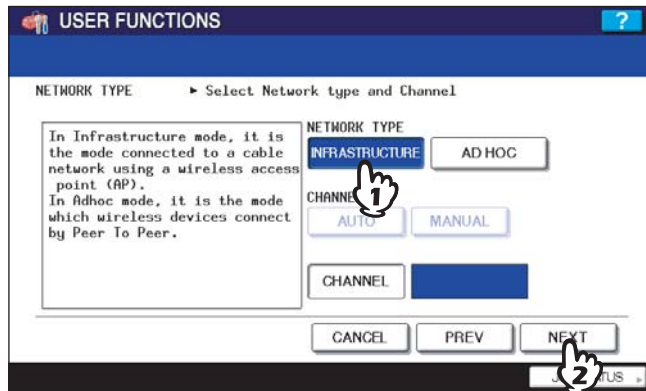 USER FUNCTIONS
?
NETWORK TYPE ► Select Network type and Channel
In Infrastructure mode, it is
the mode connected to a cable
network using a wireless access
point (AP).
In Adhoc mode, it is the mode
which wireless devices connect
by Peer To Peer.
NETWORK TYPE
INFRASTRUCTURE AD HOC
1
AUTO MANUAL
CHANNEL
CANCEL PREV NEXT
2